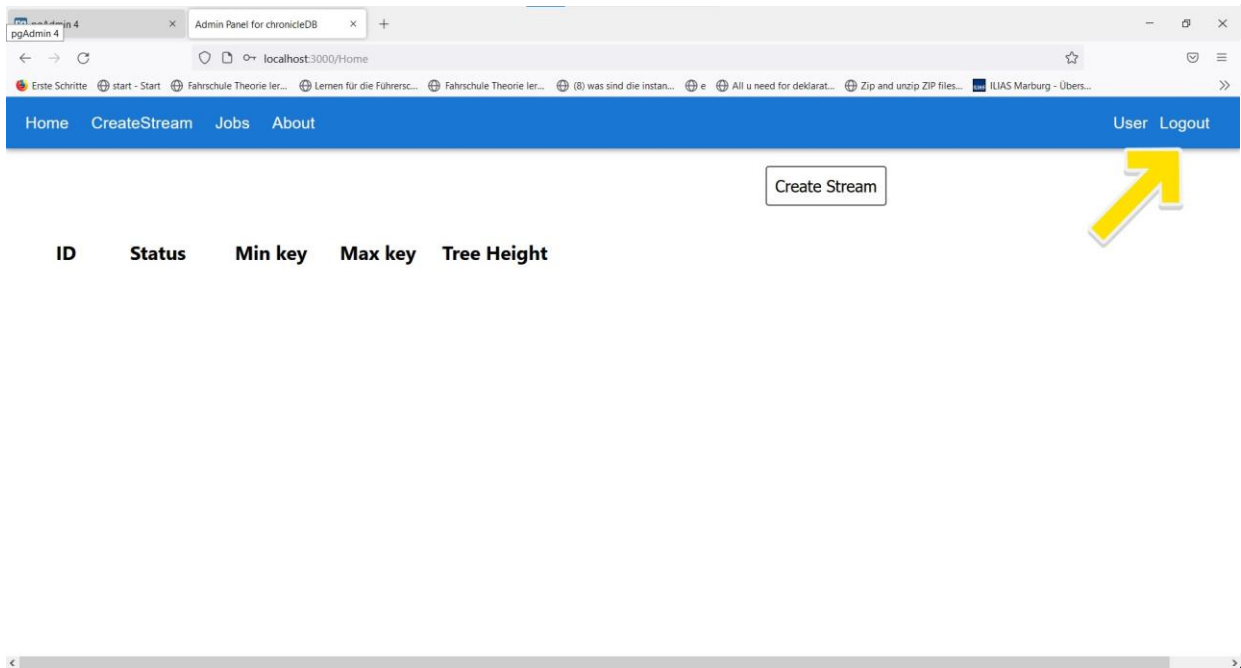 pgAdmin 4
Admin Panel for chronicleDB
pgAdmin 4
localhost:3000/Home
Erste Schritte start - Start Fahrschule Theorie ler... Lernen für die Führersc... Fahrschule Theorie ler... (8) was sind die instan... e All u need for deklarat... Zip and unzip ZIP files... ILIAS Marburg - Übers...
Home CreateStream Jobs About User Logout
Create Stream
ID Status Min key Max key Tree Height